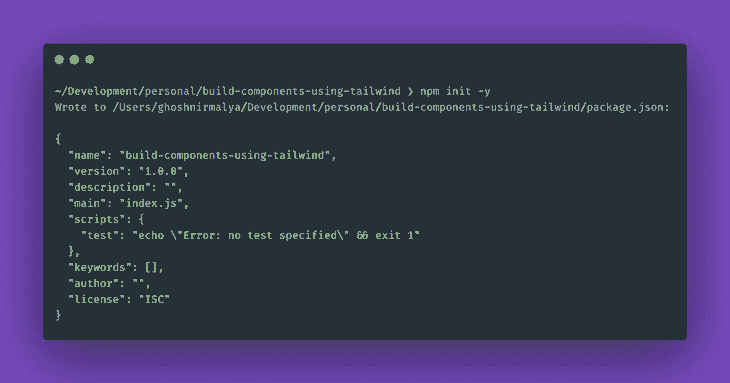 ~/Development/personal/build-components-using-tailwind ❯ npm init -y
Wrote to /Users/ghoshnirmalya/Development/personal/build-components-using-tailwind/package.json:
{
  "name": "build-components-using-tailwind",
  "version": "1.0.0",
  "description": "",
  "main": "index.js",
  "scripts": {
    "test": "echo \"Error: no test specified\" && exit 1"
  },
  "keywords": [],
  "author": "",
  "license": "ISC"
}